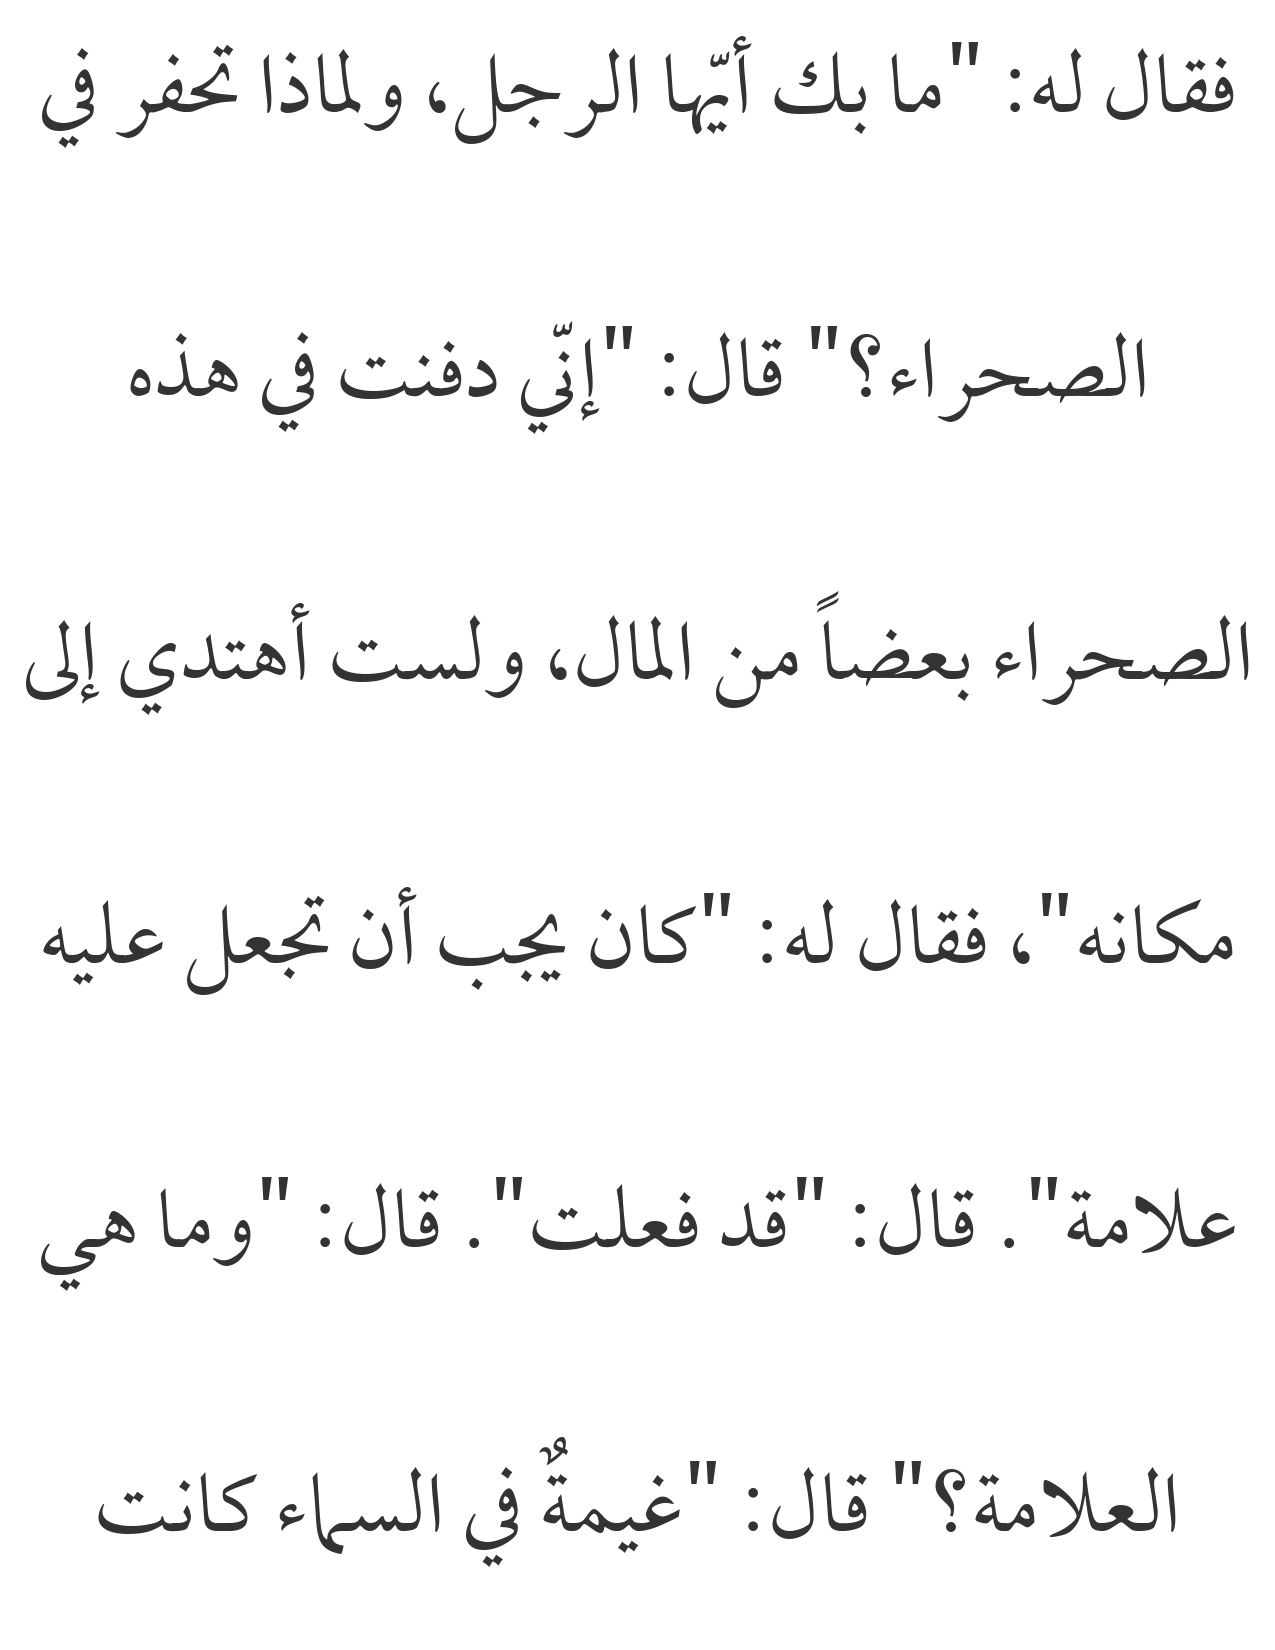 فقال له: "ما بك أيّها الرجل، ولماذا تحفر في
الصحراء؟" قال: "إنّي دفنت في هذه
الصحراء بعضاً من المال، ولست أهتدي إلى
مكانه"، فقال له: "كان يجب أن تجعل عليه
علامة". قال: "قد فعلت". قال: "وما هي
العلامة؟" قال: "غيمةٌ في السماء كانت